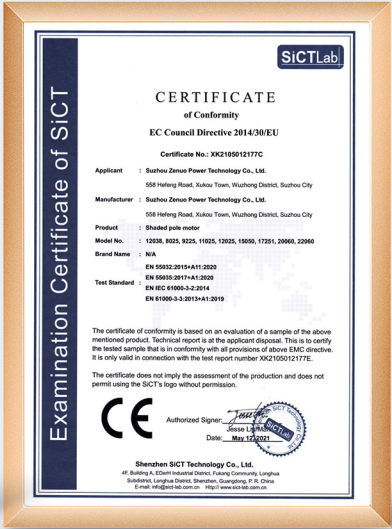 SiCTLab
Examination Certificate of SiCT
CERTIFICATE
of Conformity
EC Council Directive 2014/30/EU
Certificate No.: XK2105012177C
Applicant : Suzhou Zenuo Power Technology Co., Ltd.
558 Hefeng Road, Xukou Town, Wuzhong District, Suzhou City
Manufacturer : Suzhou Zenuo Power Technology Co., Ltd.
558 Hefeng Road, Xukou Town, Wuzhong District, Suzhou City
Product : Shaded pole motor
Model No. : 12038, 8025, 9225, 11025, 12025, 15050, 17251, 20060, 22060
Brand Name : N/A
EN 55032:2015+A11:2020
Test Standard : EN 55035:2017+A1:2020
EN IEC 61000-3-2:2014
EN 61000-3-3:2013+A1:2019
The certificate of conformity is based on an evaluation of a sample of the above
mentioned product. Technical report is at the applicant disposal. This is to certify
the tested sample that is in conformity with all provisions of above EMC directive.
It is only valid in connection with the test report number XK2105012177E.
The certificate does not imply the assessment of the production and does not
permit using the SiCT's logo without permission.
CE
Authorized Signer:
Jesse
Date: May 12, 2021
SiCTLab
Shenzhen SiCT Technology Co., Ltd.
4F, Building A, EDerH Industrial District, Fukang Community, Longhua
Subdistrict, Longhua District, Shenzhen, Guangdong, P. R. China
E-mail: info@sict-lab.com.cn Http:// www.sict-lab.com.cn